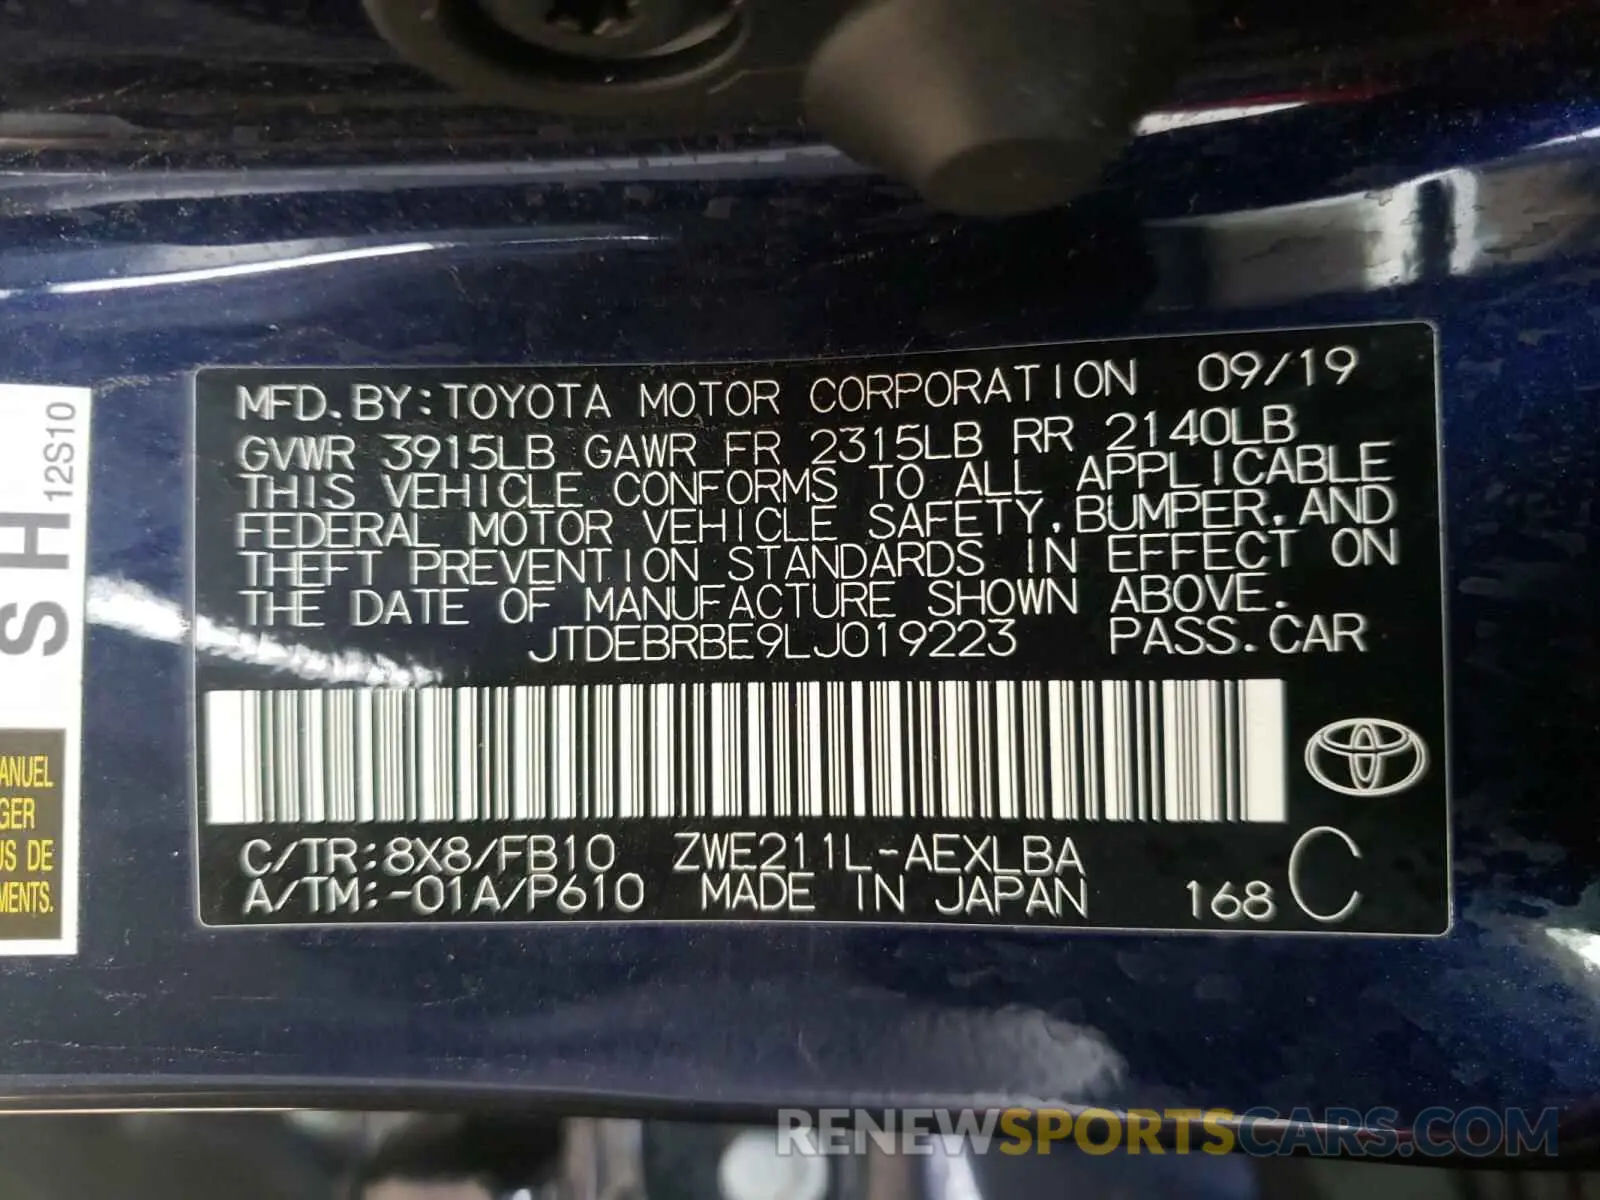 MFD.BY:TOYOTA MOTOR CORPORATION 09/19
GVWR 3915LB GAWR FR 2315LB RR 2140LB
THIS VEHICLE CONFORMS TO ALL APPLICABLE
FEDERAL MOTOR VEHICLE SAFETY, BUMPER, AND
THEFT PREVENTION STANDARDS IN EFFECT ON
THE DATE OF MANUFACTURE SHOWN ABOVE.
JTDEBRBE9LJ019223 PASS.CAR
C/TR:8X8/FB10 ZWE211L-AEXLBA
A/TM:-01A/P610 MADE IN JAPAN 168 C
S H 12S10
ANUEL
GER
US DE
MENTS.
RENEWSPORTSCARS.COM